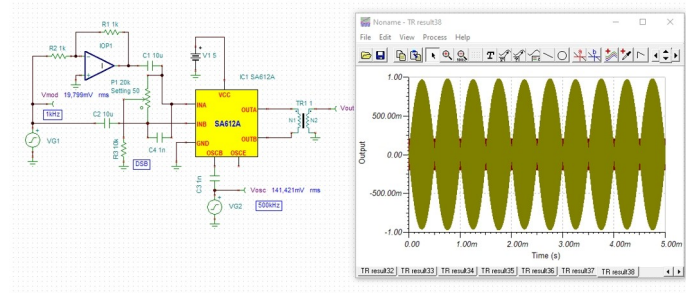 R1 1k
R2 1k
IOP1
C1 10u
V1 5
IC1 SA612A
P1 20k
Setting 50
Vmod 19,799mV rms
1kHz
VCC
INA
OUTA
TR1 1
Vout
N1
N2
C2 10u
INB
SA612A
OUTB
VG1
R3 10k
C4 1n
GND
OSCB
OSCE
DSB
C3 1n
Vosc 141,421mV rms
VG2
500kHz
Noname - TR result38
File Edit View Process Help
T
a
b
1.00
500.00m
Output
0.00
-500.00m
-1.00
0.00 1.00m 2.00m 3.00m 4.00m 5.00m
Time (s)
TR result32 TR result33 TR result34 TR result35 TR result36 TR result37 TR result38